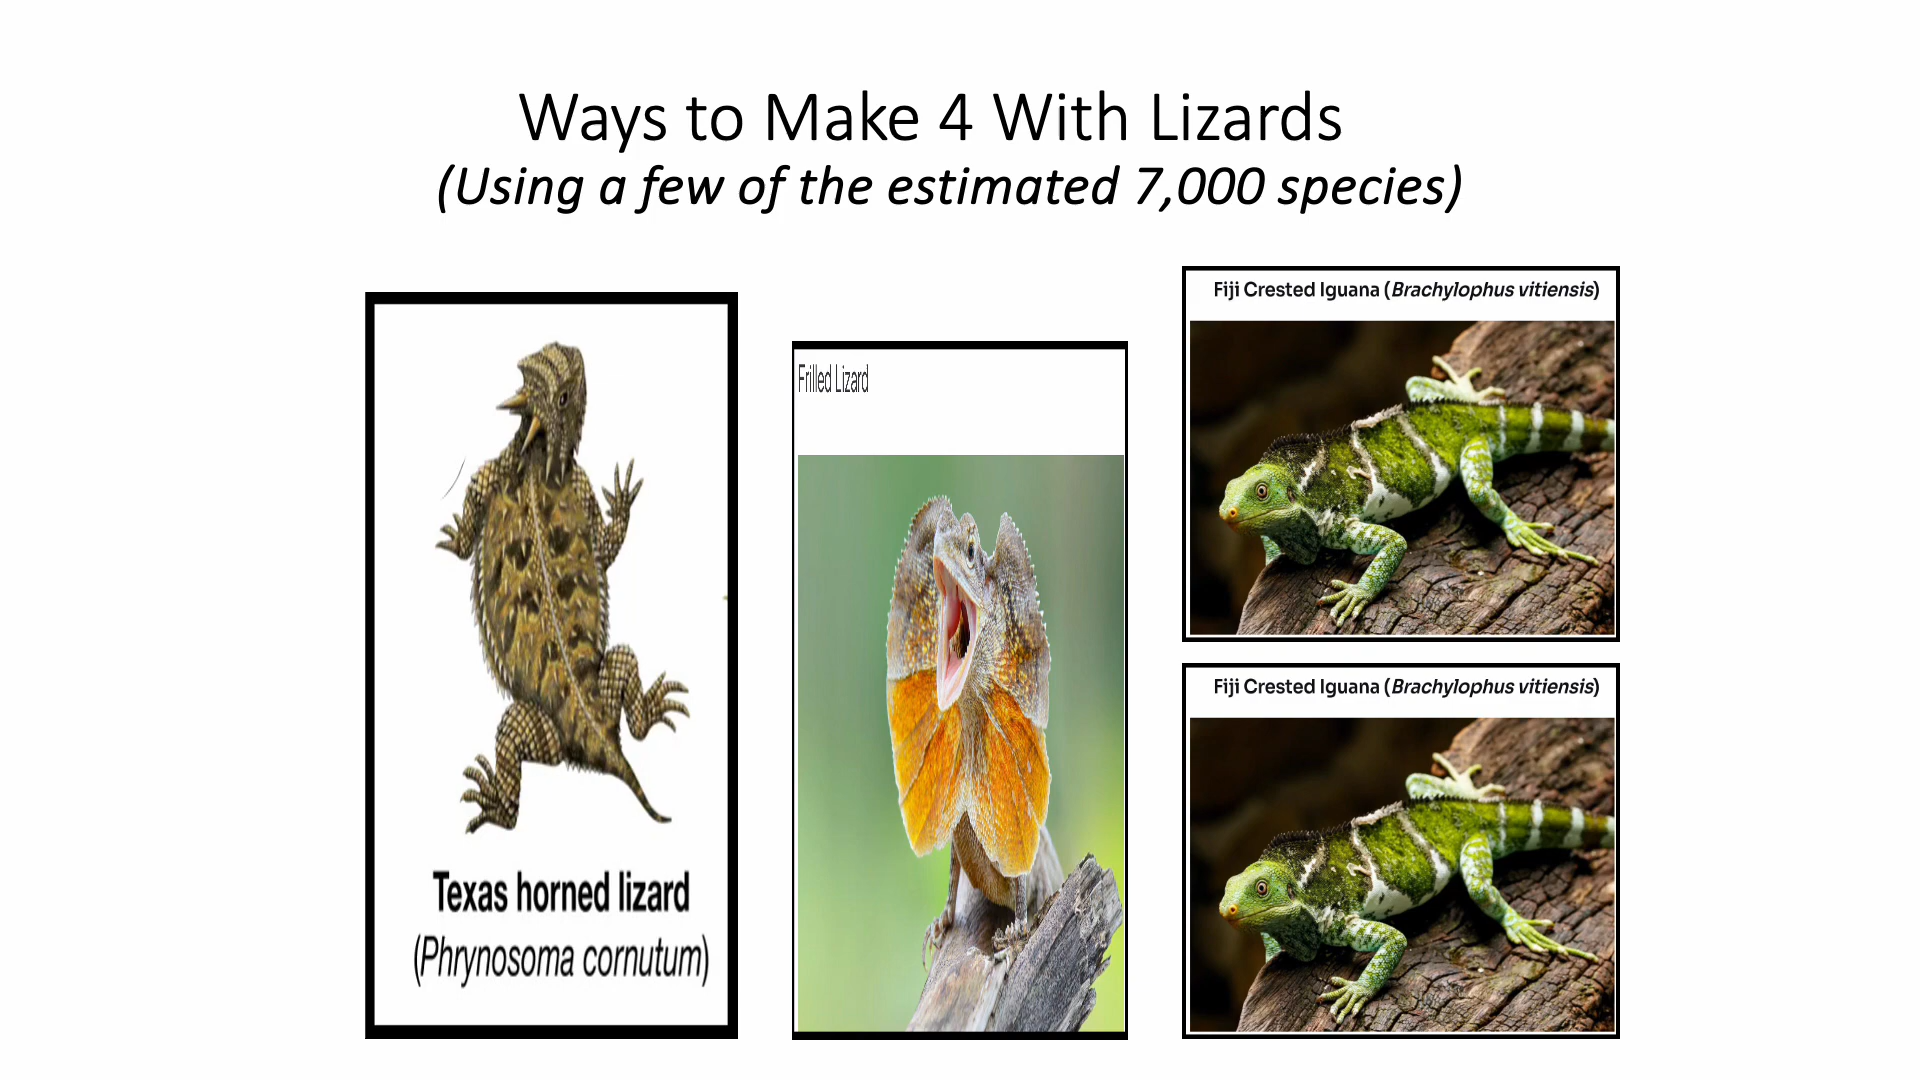 Ways to Make 4 With Lizards
(Using a few of the estimated 7,000 species)
Texas horned lizard
(Phrynosoma cornutum)
Frilled Lizard
Fiji Crested Iguana (Brachylophus vitiensis)
Fiji Crested Iguana (Brachylophus vitiensis)